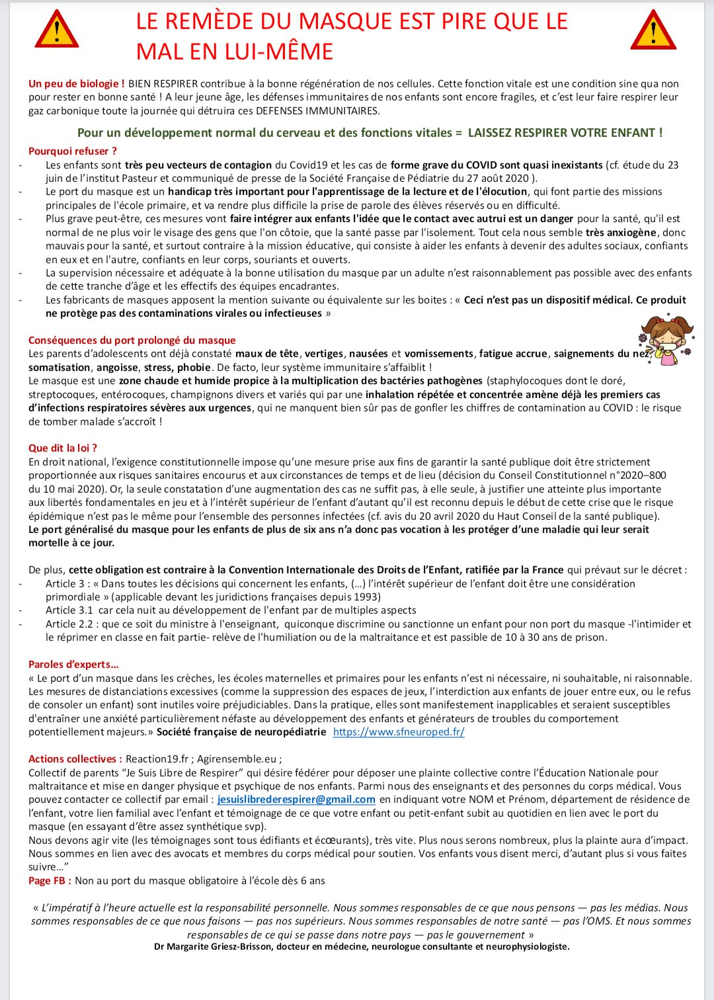 LE REMÈDE DU MASQUE EST PIRE QUE LE
MAL EN LUI-MÊME
Un peu de biologie ! BIEN RESPIRER contribue à la bonne régénération de nos cellules. Cette fonction vitale est une condition sine qua non
pour rester en bonne santé ! A leur jeune âge, les défenses immunitaires de nos enfants sont encore fragiles, et c’est leur faire respirer leur
gaz carbonique toute la journée qui détruira ces DEFENSES IMMUNITAIRES.
Pour un développement normal du cerveau et des fonctions vitales = LAISSEZ RESPIRER VOTRE ENFANT !
Pourquoi refuser ?
- Les enfants sont très peu vecteurs de contagion du Covid19 et les cas de forme grave du COVID sont quasi inexistants (cf. étude du 23
juin de l’institut Pasteur et communiqué de presse de la Société Française de Pédiatrie du 27 août 2020 ).
- Le port du masque est un handicap très important pour l'apprentissage de la lecture et de l'élocution, qui font partie des missions
principales de l'école primaire, et va rendre plus difficile la prise de parole des élèves réservés ou en difficulté.
- Plus grave peut-être, ces mesures vont faire intégrer aux enfants l'idée que le contact avec autrui est un danger pour la santé, qu'il est
normal de ne plus voir le visage des gens que l'on côtoie, que la santé passe par l'isolement. Tout cela nous semble très anxiogène, donc
mauvais pour la santé, et surtout contraire à la mission éducative, qui consiste à aider les enfants à devenir des adultes sociaux, confiants
en eux et en l'autre, confiants en leur corps, souriants et ouverts.
- La supervision nécessaire et adéquate à la bonne utilisation du masque par un adulte n’est raisonnablement pas possible avec des enfants
de cette tranche d’âge et les effectifs des équipes encadrantes.
- Les fabricants de masques apposent la mention suivante ou équivalente sur les boites : « Ceci n’est pas un dispositif médical. Ce produit
ne protège pas des contaminations virales ou infectieuses »
Conséquences du port prolongé du masque
Les parents d’adolescents ont déjà constaté maux de tête, vertiges, nausées et vomissements, fatigue accrue, saignements du nez,
somatisation, angoisse, stress, phobie. De facto, leur système immunitaire s’affaiblit !
Le masque est une zone chaude et humide propice à la multiplication des bactéries pathogènes (staphylocoques dont le doré,
streptocoques, entérocoques, champignons divers et variés qui par une inhalation répétée et concentrée amène déjà les premiers cas
d’infections respiratoires sévères aux urgences, qui ne manquent bien sûr pas de gonfler les chiffres de contamination au COVID : le risque
de tomber malade s’accroît !
Que dit la loi ?
En droit national, l’exigence constitutionnelle impose qu’une mesure prise aux fins de garantir la santé publique doit être strictement
proportionnée aux risques sanitaires encourus et aux circonstances de temps et de lieu (décision du Conseil Constitutionnel n°2020–800
du 10 mai 2020). Or, la seule constatation d’une augmentation des cas ne suffit pas, à elle seule, à justifier une atteinte plus importante
aux libertés fondamentales en jeu et à l’intérêt supérieur de l’enfant d’autant qu’il est reconnu depuis le début de cette crise que le risque
épidémique n’est pas le même pour l’ensemble des personnes infectées (cf. avis du 20 avril 2020 du Haut Conseil de la santé publique).
Le port généralisé du masque pour les enfants de plus de six ans n’a donc pas vocation à les protéger d’une maladie qui leur serait
mortelle à ce jour.
De plus, cette obligation est contraire à la Convention Internationale des Droits de l’Enfant, ratifiée par la France qui prévaut sur le décret :
- Article 3 : « Dans toutes les décisions qui concernent les enfants, (…) l’intérêt supérieur de l’enfant doit être une considération
primordiale » (applicable devant les juridictions françaises depuis 1993)
- Article 3.1 car cela nuit au développement de l'enfant par de multiples aspects
- Article 2.2 : que ce soit du ministre à l'enseignant, quiconque discrimine ou sanctionne un enfant pour non port du masque -l'intimider et
le réprimer en classe en fait partie- relève de l'humiliation ou de la maltraitance et est passible de 10 à 30 ans de prison.
Paroles d’experts…
« Le port d’un masque dans les crèches, les écoles maternelles et primaires pour les enfants n’est ni nécessaire, ni souhaitable, ni raisonnable.
Les mesures de distanciations excessives (comme la suppression des espaces de jeux, l’interdiction aux enfants de jouer entre eux, ou le refus
de consoler un enfant) sont inutiles voire préjudiciables. Dans la pratique, elles sont manifestement inapplicables et seraient susceptibles
d'entraîner une anxiété particulièrement néfaste au développement des enfants et générateurs de troubles du comportement
potentiellement majeurs.» Société française de neuropédiatrie https://www.sfneuroped.fr/
Actions collectives : Reaction19.fr ; Agirensemble.eu ;
Collectif de parents “Je Suis Libre de Respirer” qui désire fédérer pour déposer une plainte collective contre l’Éducation Nationale pour
maltraitance et mise en danger physique et psychique de nos enfants. Parmi nous des enseignants et des personnes du corps médical. Vous
pouvez contacter ce collectif par email : jesuislibrederespirer@gmail.com en indiquant votre NOM et Prénom, département de résidence de
l’enfant, votre lien familial avec l’enfant et témoignage de ce que votre enfant ou petit-enfant subit au quotidien en lien avec le port du
masque (en essayant d’être assez synthétique svp).
Nous devons agir vite (les témoignages sont tous édifiants et écœurants), très vite. Plus nous serons nombreux, plus la plainte aura d’impact.
Nous sommes en lien avec des avocats et membres du corps médical pour soutien. Vos enfants vous disent merci, d’autant plus si vous faites
suivre…”
Page FB : Non au port du masque obligatoire à l’école dès 6 ans
« L’impératif à l’heure actuelle est la responsabilité personnelle. Nous sommes responsables de ce que nous pensons — pas les médias. Nous
sommes responsables de ce que nous faisons — pas nos supérieurs. Nous sommes responsables de notre santé — pas l’OMS. Et nous sommes
responsables de ce qui se passe dans notre pays — pas le gouvernement »
Dr Margarite Griesz-Brisson, docteur en médecine, neurologue consultante et neurophysiologiste.